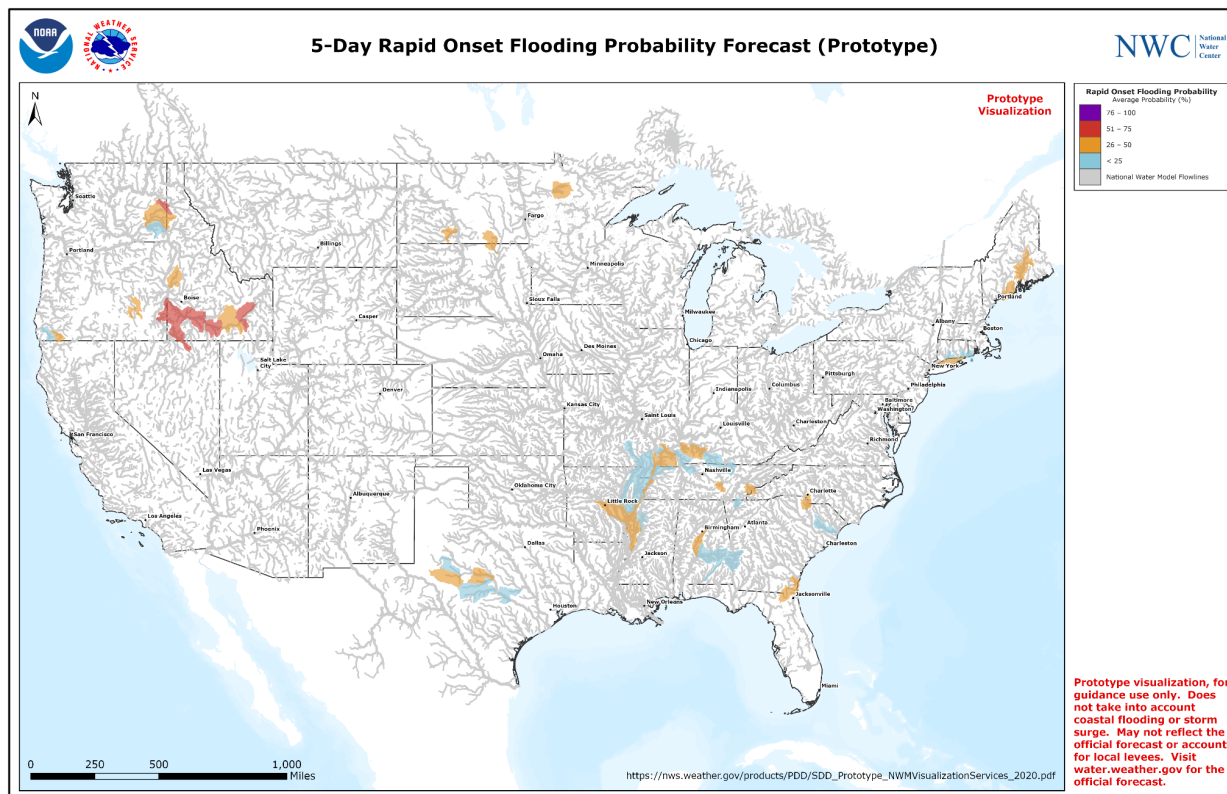 NOAA
NATIONAL WEATHER SERVICE
5-Day Rapid Onset Flooding Probability Forecast (Prototype)
NWC
National
Water
Center
N
Prototype
Visualization
Rapid Onset Flooding Probability
Average Probability (%)
76 – 100
51 – 75
26 – 50
< 25
National Water Model Flowlines
Seattle
Portland
Billings
Fargo
Minneapolis
Boise
Casper
Sioux Falls
Milwaukee
Chicago
Portland
Albany
Boston
New York
Salt Lake
City
Omaha
Des Moines
Denver
Pittsburgh
Philadelphia
Indianapolis
Columbus
Baltimore
Washington
Kansas City
Saint Louis
Louisville
Charleston
Richmond
San Francisco
Las Vegas
Nashville
Oklahoma City
Albuquerque
Little Rock
Charlotte
Los Angeles
Phoenix
Birmingham
Atlanta
Dallas
Jackson
Charleston
Houston
New Orleans
Jacksonville
Miami
0 250 500 1,000
Miles
https://nws.weather.gov/products/PDD/SDD_Prototype_NWMVisualizationServices_2020.pdf
Prototype visualization, for
guidance use only. Does
not take into account
coastal flooding or storm
surge. May not reflect the
official forecast or account
for local levees. Visit
water.weather.gov for the
official forecast.